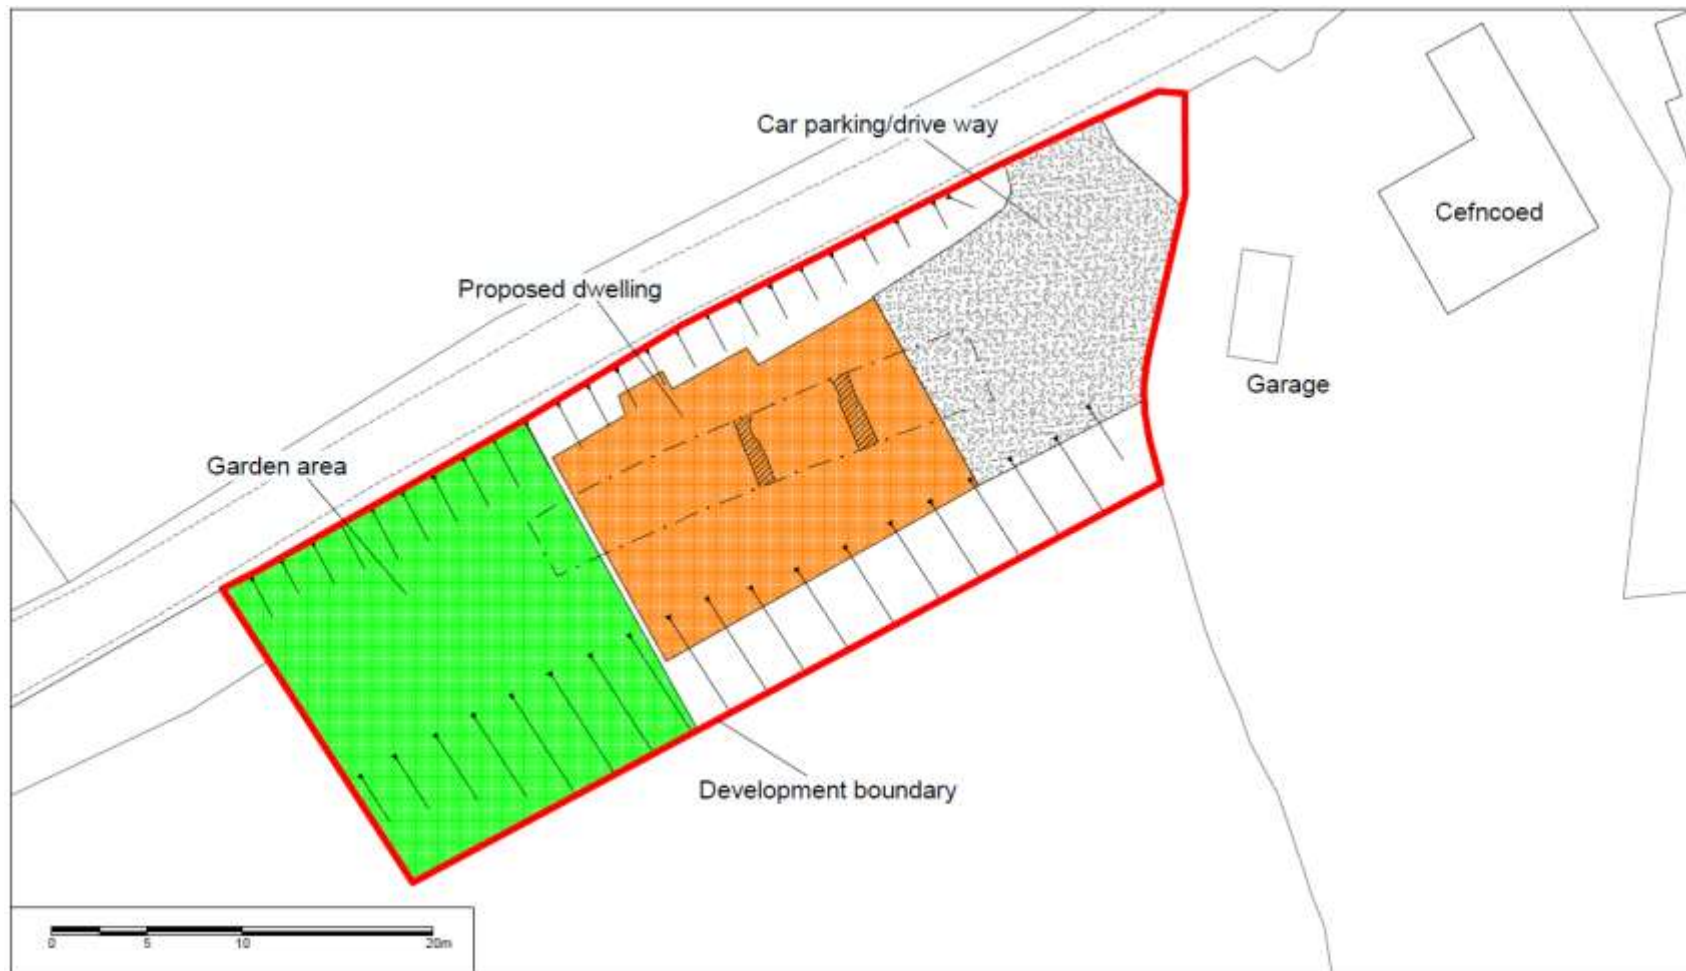 Car parking/drive way
Cefncoed
Proposed dwelling
Garage
Garden area
Development boundary
0 5 10 20m